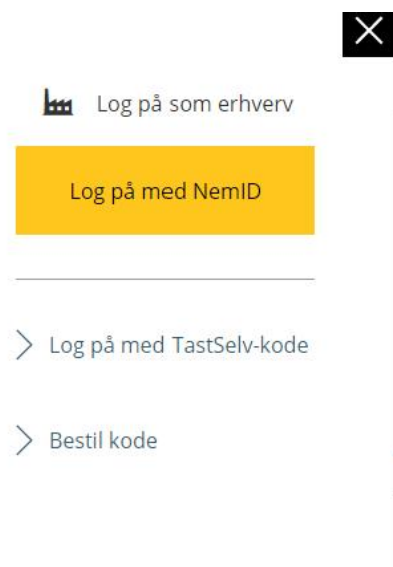 Log på som erhverv
Log på med NemID
Log på med TastSelv-kode
Bestil kode